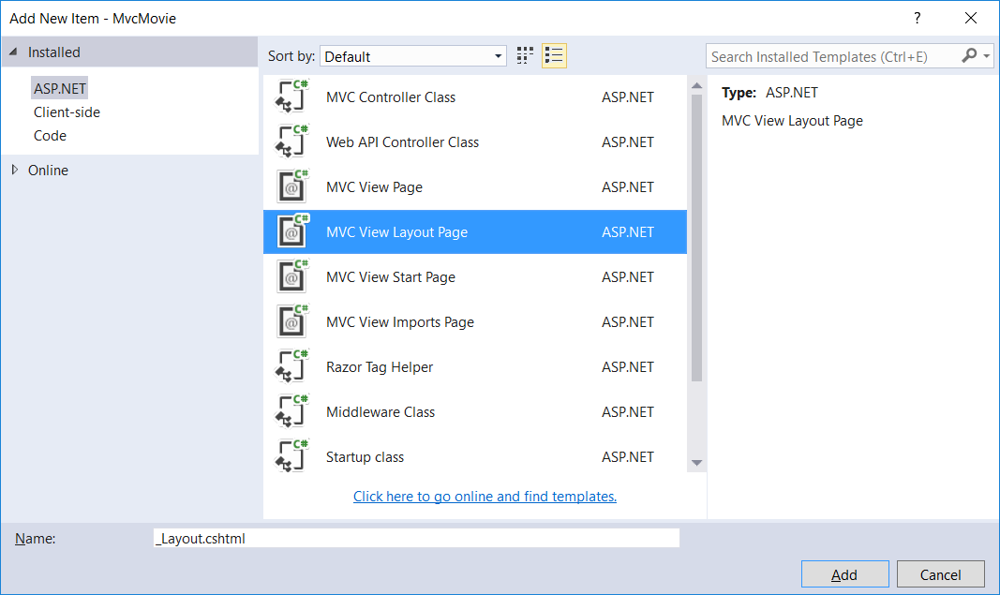 Add New Item - MvcMovie ?
Installed
ASP.NET
Client-side
Code
Online
Sort by: Default
Search Installed Templates (Ctrl+E)
C# MVC Controller Class ASP.NET
C# Web API Controller Class ASP.NET
C# @ MVC View Page ASP.NET
C# @ MVC View Layout Page ASP.NET
C# @ MVC View Start Page ASP.NET
C# @ MVC View Imports Page ASP.NET
C# Razor Tag Helper ASP.NET
C# Middleware Class ASP.NET
C# Startup class ASP.NET
Click here to go online and find templates.
Type: ASP.NET
MVC View Layout Page
Name: _Layout.cshtml
Add Cancel